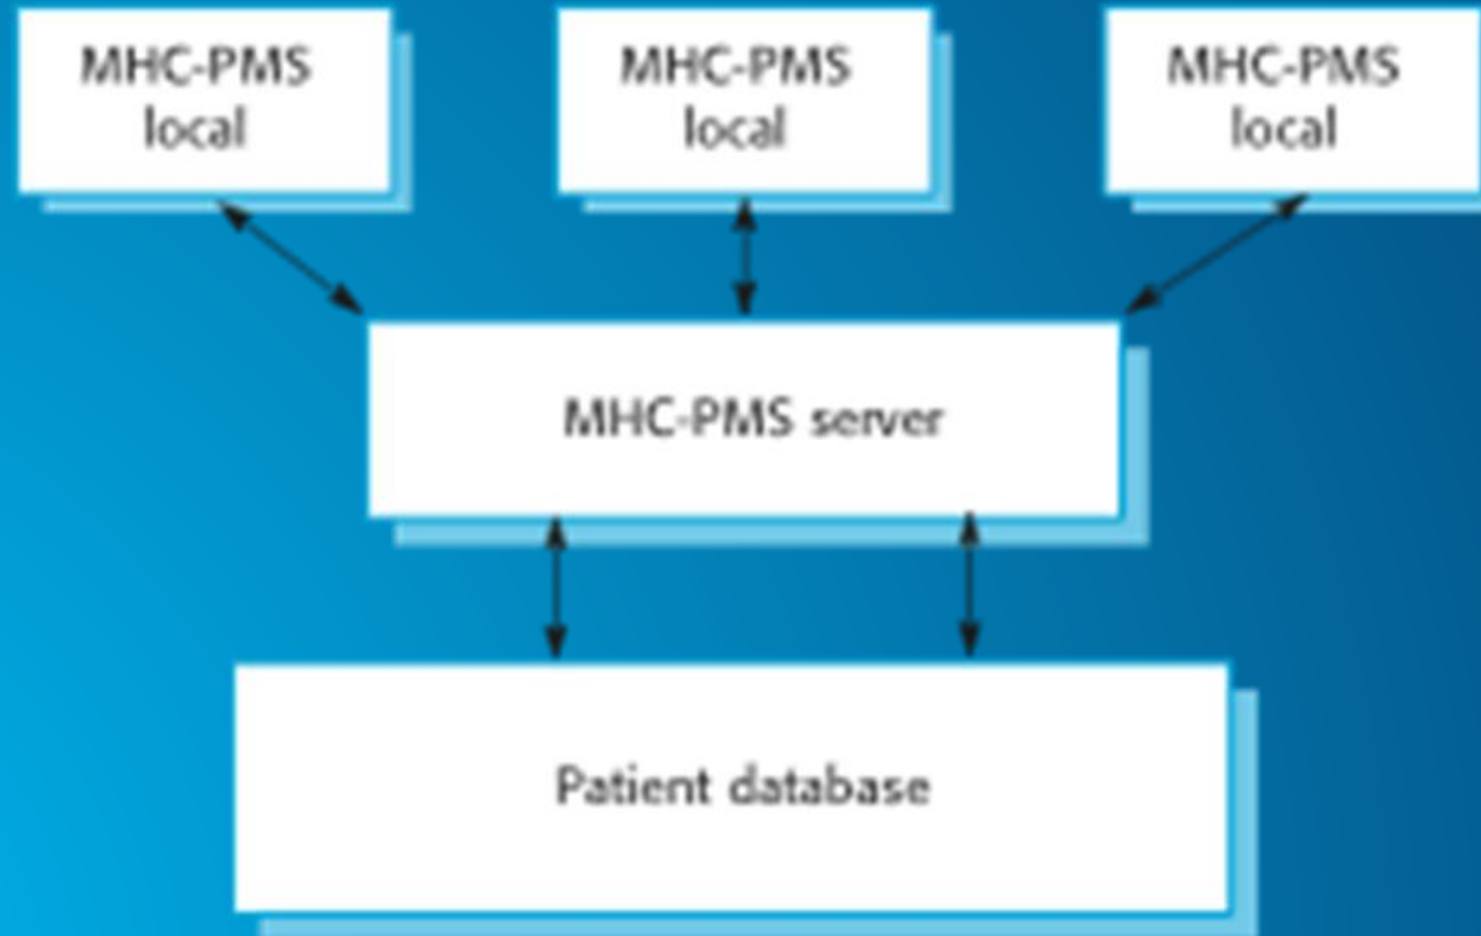 MHC-PMS
local
MHC-PMS
local
MHC-PMS
local
MHC-PMS server
Patient database